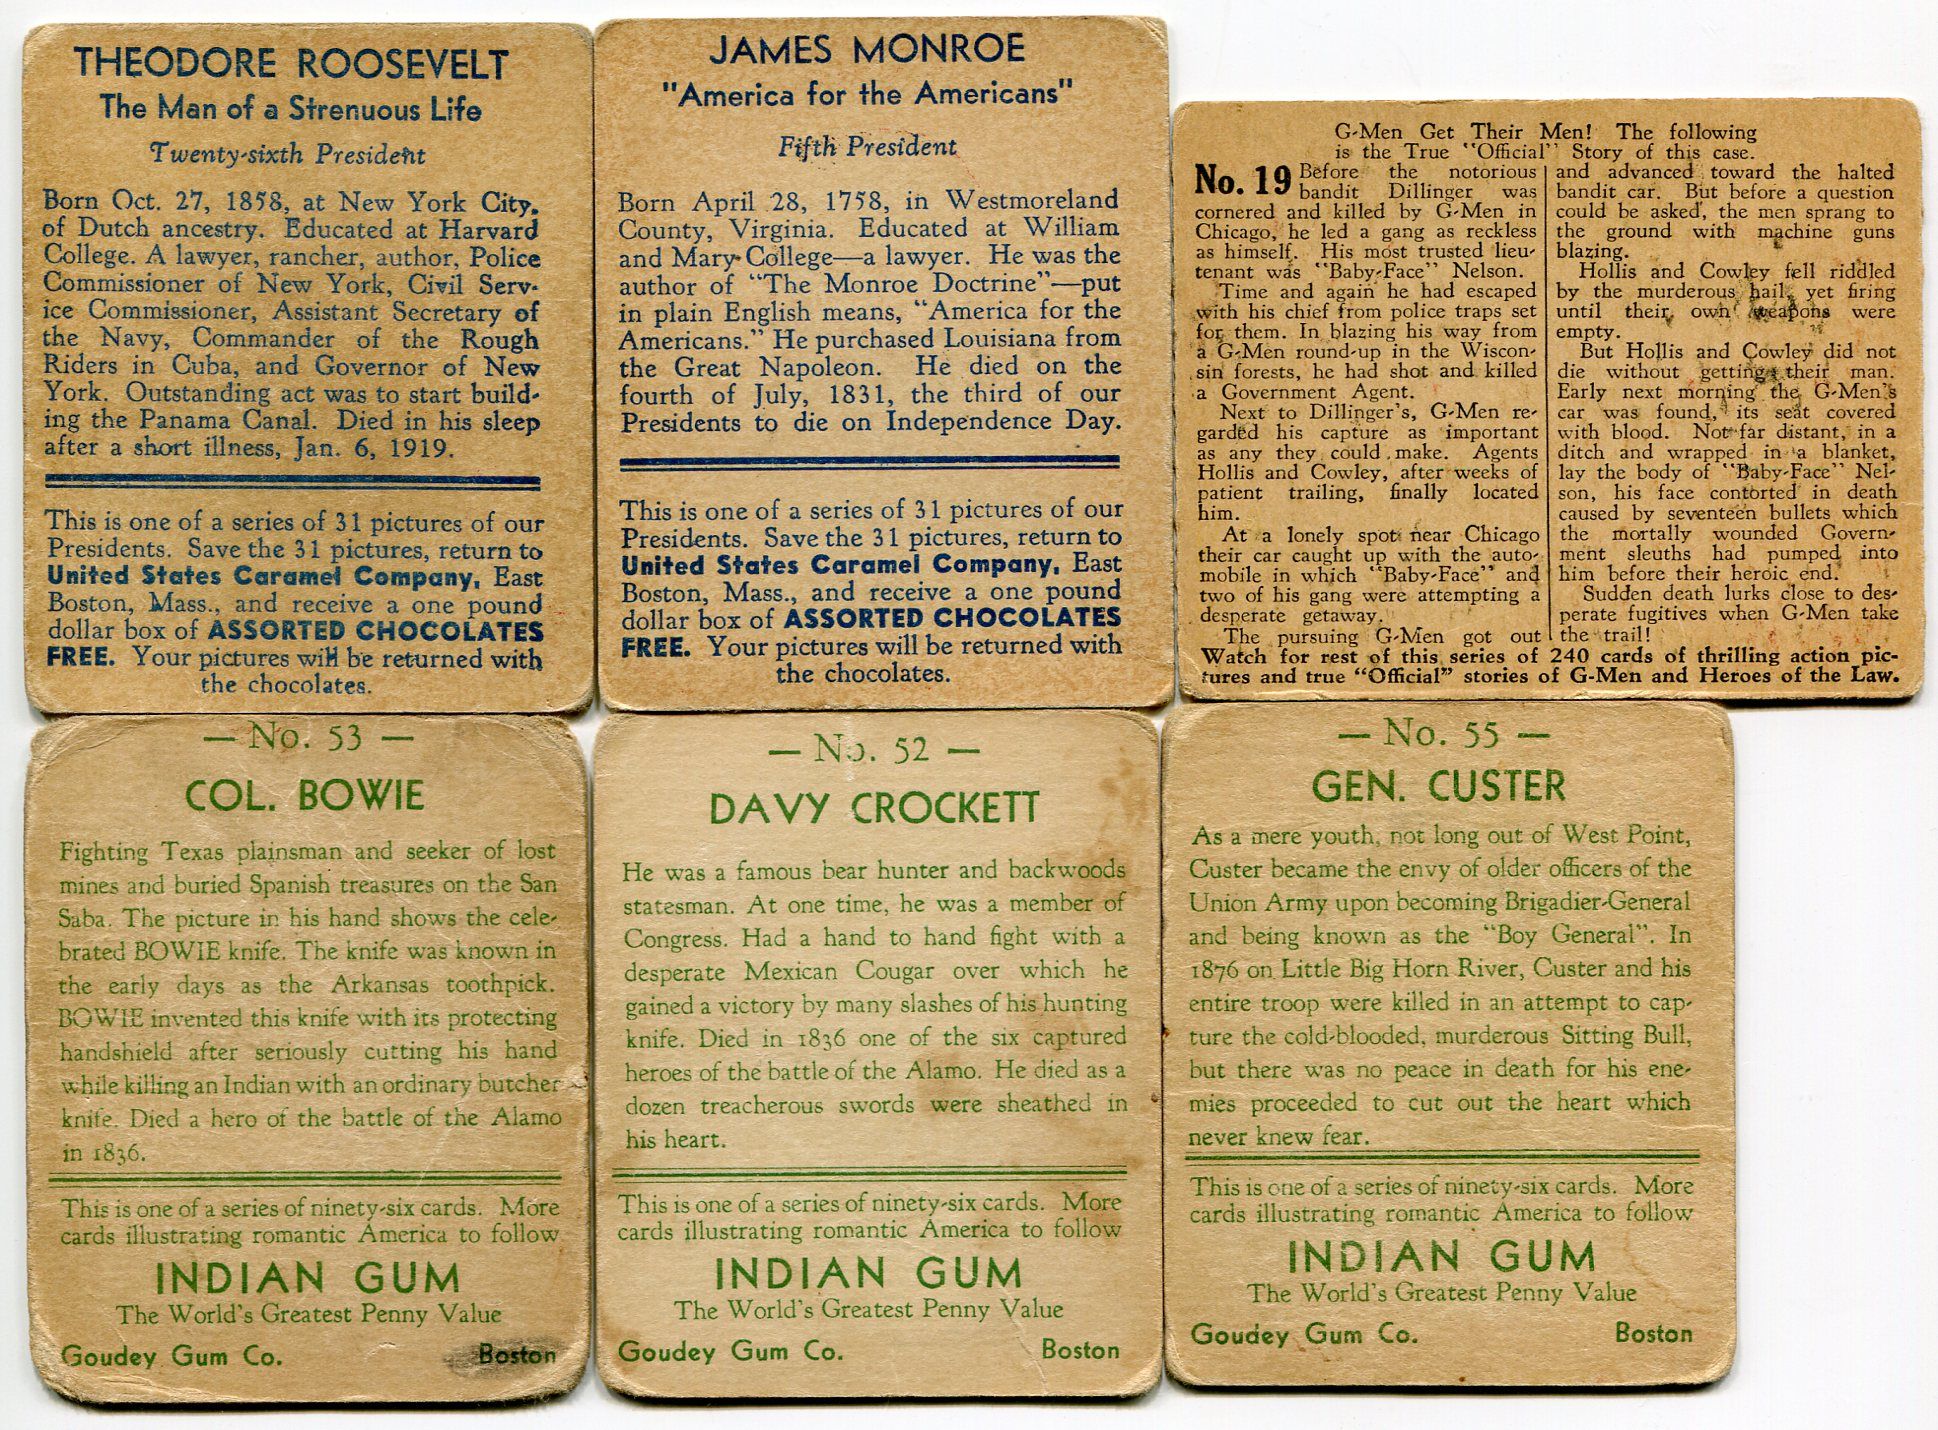 THEODORE ROOSEVELT
The Man of a Strenuous Life
Twenty-sixth President
Born Oct. 27, 1858, at New York City,
of Dutch ancestry. Educated at Harvard
College. A lawyer, rancher, author, Police
Commissioner of New York, Civil Serv-
ice Commissioner, Assistant Secretary of
the Navy, Commander of the Rough
Riders in Cuba, and Governor of New
York. Outstanding act was to start build-
ing the Panama Canal. Died in his sleep
after a short illness, Jan. 6, 1919.
This is one of a series of 31 pictures of our
Presidents. Save the 31 pictures, return to
United States Caramel Company, East
Boston, Mass., and receive a one pound
dollar box of ASSORTED CHOCOLATES
FREE. Your pictures will be returned with
the chocolates.
JAMES MONROE
"America for the Americans"
Fifth President
Born April 28, 1758, in Westmoreland
County, Virginia. Educated at William
and Mary College—a lawyer. He was the
author of "The Monroe Doctrine"—put
in plain English means, "America for the
Americans." He purchased Louisiana from
the Great Napoleon. He died on the
fourth of July, 1831, the third of our
Presidents to die on Independence Day.
This is one of a series of 31 pictures of our
Presidents. Save the 31 pictures, return to
United States Caramel Company, East
Boston, Mass., and receive a one pound
dollar box of ASSORTED CHOCOLATES
FREE. Your pictures will be returned with
the chocolates.
G-Men Get Their Men! The following
is the True "Official" Story of this case.
No. 19 Before the notorious
bandit Dillinger was
cornered and killed by G-Men in
Chicago, he led a gang as reckless
as himself. His most trusted lieu-
tenant was "Baby-Face" Nelson.
Time and again he had escaped
with his chief from police traps set
for them. In blazing his way from
a G-Men round-up in the Wiscon-
sin forests, he had shot and killed
a Government Agent.
Next to Dillinger's, G-Men re-
garded his capture as important
as any they could make. Agents
Hollis and Cowley, after weeks of
patient trailing, finally located
him.
At a lonely spot near Chicago
their car caught up with the auto-
mobile in which "Baby-Face" and
two of his gang were attempting a
desperate getaway.
The pursuing G-Men got out
and advanced toward the halted
bandit car. But before a question
could be asked, the men sprang to
the ground with machine guns
blazing.
Hollis and Cowley fell riddled
by the murderous hail, yet firing
until their own weapons were
empty.
But Hollis and Cowley did not
die without getting their man.
Early next morning the G-Men's
car was found, its seat covered
with blood. Not far distant, in a
ditch and wrapped in a blanket,
lay the body of "Baby-Face" Nel-
son, his face contorted in death
caused by seventeen bullets which
the mortally wounded Govern-
ment sleuths had pumped into
him before their heroic end.
Sudden death lurks close to des-
perate fugitives when G-Men take
the trail!
Watch for rest of this series of 240 cards of thrilling action pic-
tures and true "Official" stories of G-Men and Heroes of the Law.
— No. 53 —
COL. BOWIE
Fighting Texas plainsman and seeker of lost
mines and buried Spanish treasures on the San
Saba. The picture in his hand shows the cele-
brated BOWIE knife. The knife was known in
the early days as the Arkansas toothpick.
BOWIE invented this knife with its protecting
handshield after seriously cutting his hand
while killing an Indian with an ordinary butcher
knife. Died a hero of the battle of the Alamo
in 1836.
This is one of a series of ninety-six cards. More
cards illustrating romantic America to follow
INDIAN GUM
The World's Greatest Penny Value
Goudey Gum Co. Boston
— No. 52 —
DAVY CROCKETT
He was a famous bear hunter and backwoods
statesman. At one time, he was a member of
Congress. Had a hand to hand fight with a
desperate Mexican Cougar over which he
gained a victory by many slashes of his hunting
knife. Died in 1836 one of the six captured
heroes of the battle of the Alamo. He died as a
dozen treacherous swords were sheathed in
his heart.
This is one of a series of ninety-six cards. More
cards illustrating romantic America to follow
INDIAN GUM
The World's Greatest Penny Value
Goudey Gum Co. Boston
— No. 55 —
GEN. CUSTER
As a mere youth, not long out of West Point,
Custer became the envy of older officers of the
Union Army upon becoming Brigadier-General
and being known as the "Boy General". In
1876 on Little Big Horn River, Custer and his
entire troop were killed in an attempt to cap-
ture the cold-blooded, murderous Sitting Bull,
but there was no peace in death for his ene-
mies proceeded to cut out the heart which
never knew fear.
This is one of a series of ninety-six cards. More
cards illustrating romantic America to follow
INDIAN GUM
The World's Greatest Penny Value
Goudey Gum Co. Boston